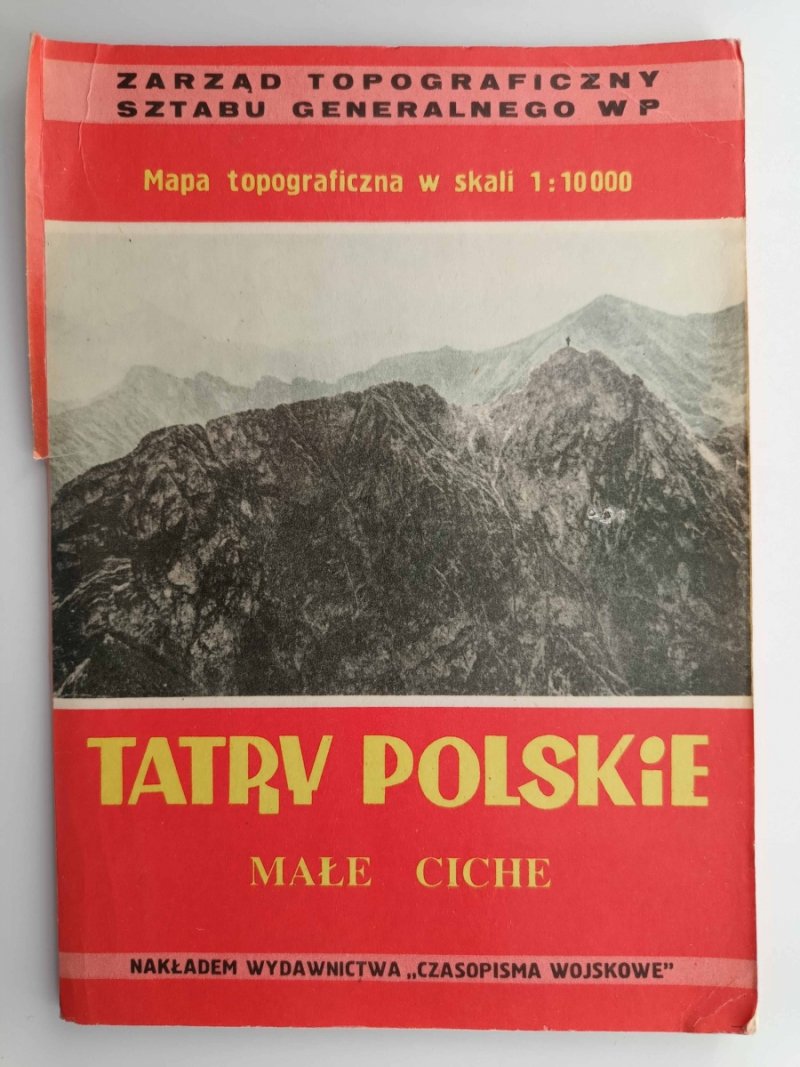 ZARZĄD TOPOGRAFICZNY
SZTABU GENERALNEGO WP
Mapa topograficzna w skali 1:10000
TATRY POLSKiE
MAŁE CICHE
NAKŁADEM WYDAWNICTWA „CZASOPISMA WOJSKOWE”